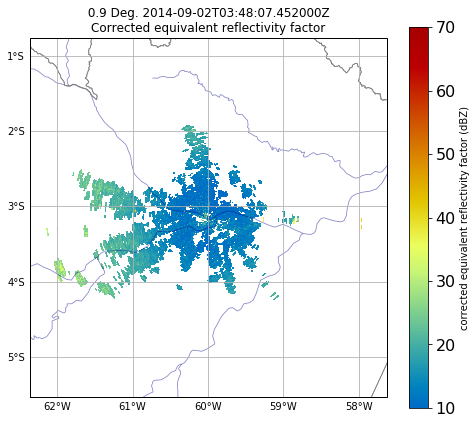 0.9 Deg. 2014-09-02T03:48:07.452000Z
Corrected equivalent reflectivity factor
1°S
2°S
3°S
4°S
5°S
62°W
61°W
60°W
59°W
58°W
70
60
50
40
30
20
10
corrected equivalent reflectivity factor (dBZ)